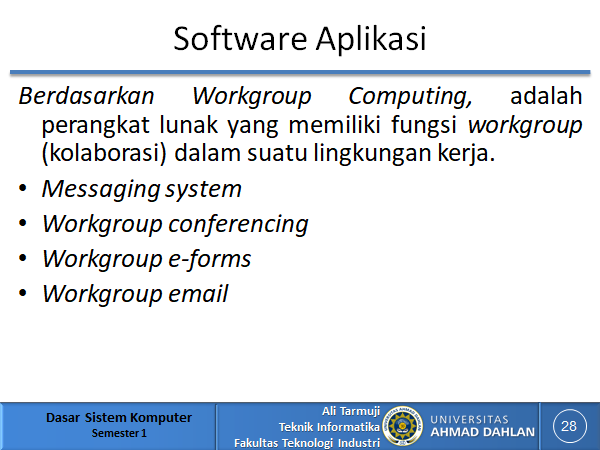 Software Aplikasi
Berdasarkan Workgroup Computing, adalah
perangkat lunak yang memiliki fungsi workgroup
(kolaborasi) dalam suatu lingkungan kerja.
• Messaging system
• Workgroup conferencing
• Workgroup e-forms
• Workgroup email
Dasar Sistem Komputer
Semester 1
Ali Tarmuji
Teknik Informatika
Fakultas Teknologi Industri
UNIVERSITAS
AHMAD DAHLAN
28